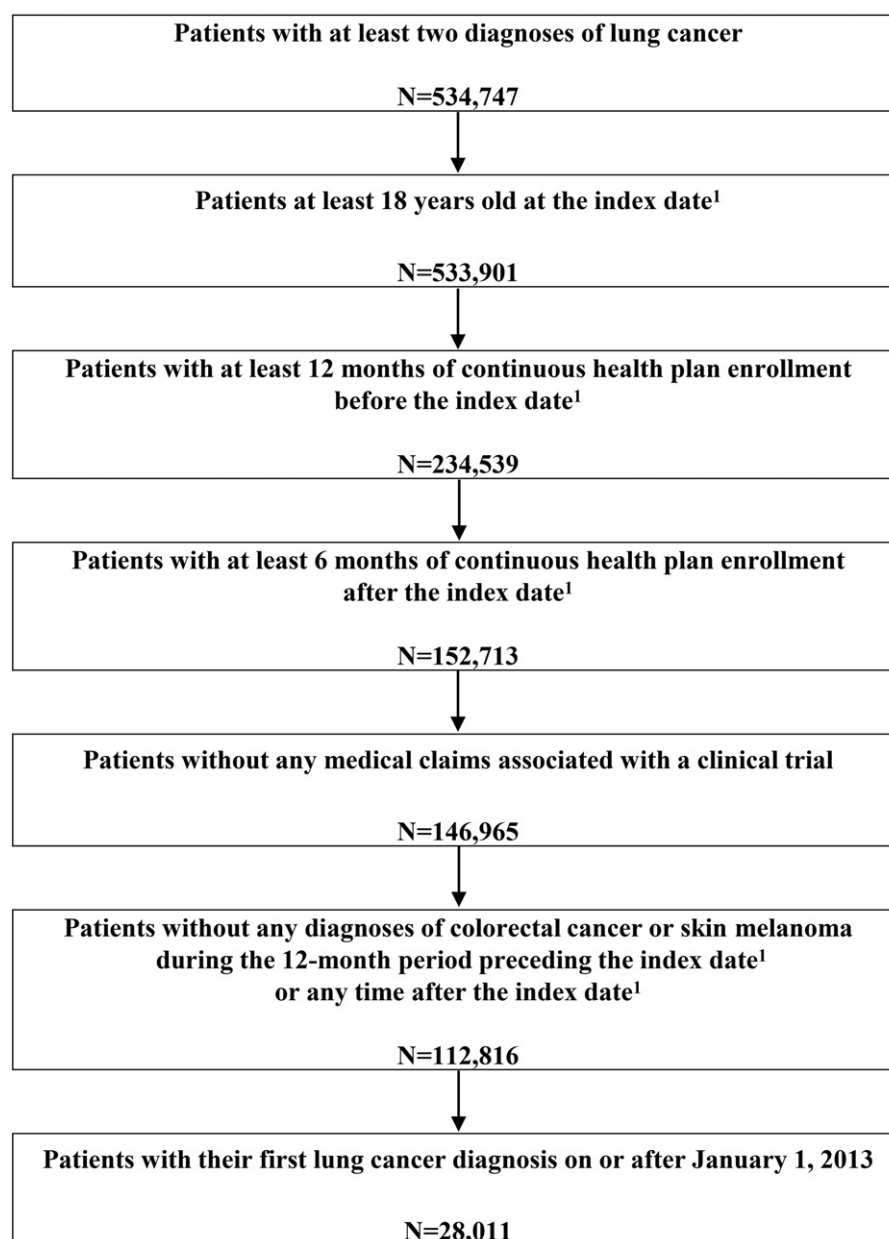 Patients with at least two diagnoses of lung cancer
N=534,747
Patients at least 18 years old at the index date¹
N=533,901
Patients with at least 12 months of continuous health plan enrollment
before the index date¹
N=234,539
Patients with at least 6 months of continuous health plan enrollment
after the index date¹
N=152,713
Patients without any medical claims associated with a clinical trial
N=146,965
Patients without any diagnoses of colorectal cancer or skin melanoma
during the 12-month period preceding the index date¹
or any time after the index date¹
N=112,816
Patients with their first lung cancer diagnosis on or after January 1, 2013
N=28,011